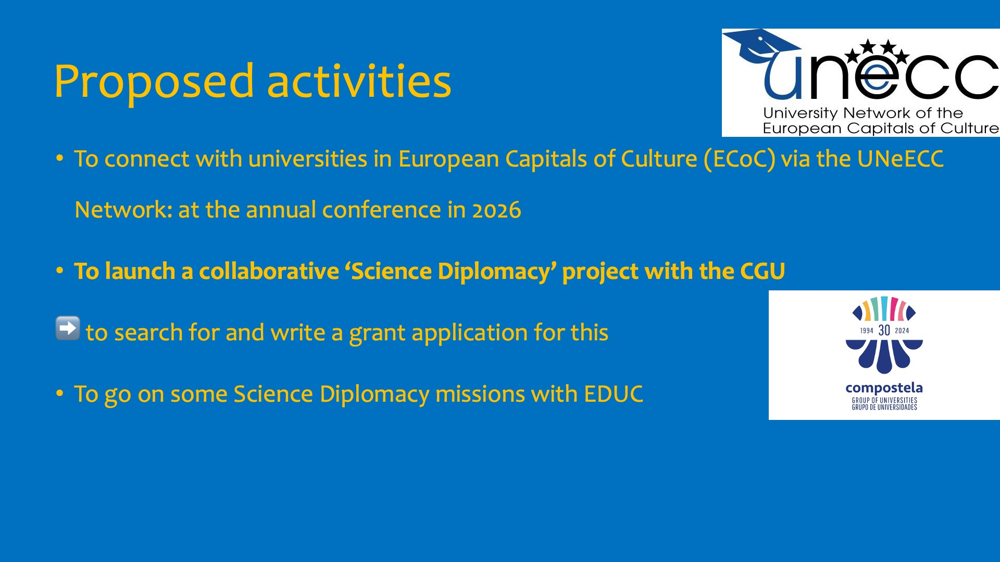 Proposed activities
unecc
University Network of the
European Capitals of Culture
• To connect with universities in European Capitals of Culture (ECoC) via the UNeECC
Network: at the annual conference in 2026
• To launch a collaborative ‘Science Diplomacy’ project with the CGU
➡ to search for and write a grant application for this
• To go on some Science Diplomacy missions with EDUC
1994 30 2024
compostela
GROUP OF UNIVERSITIES
GRUPO DE UNIVERSIDADES